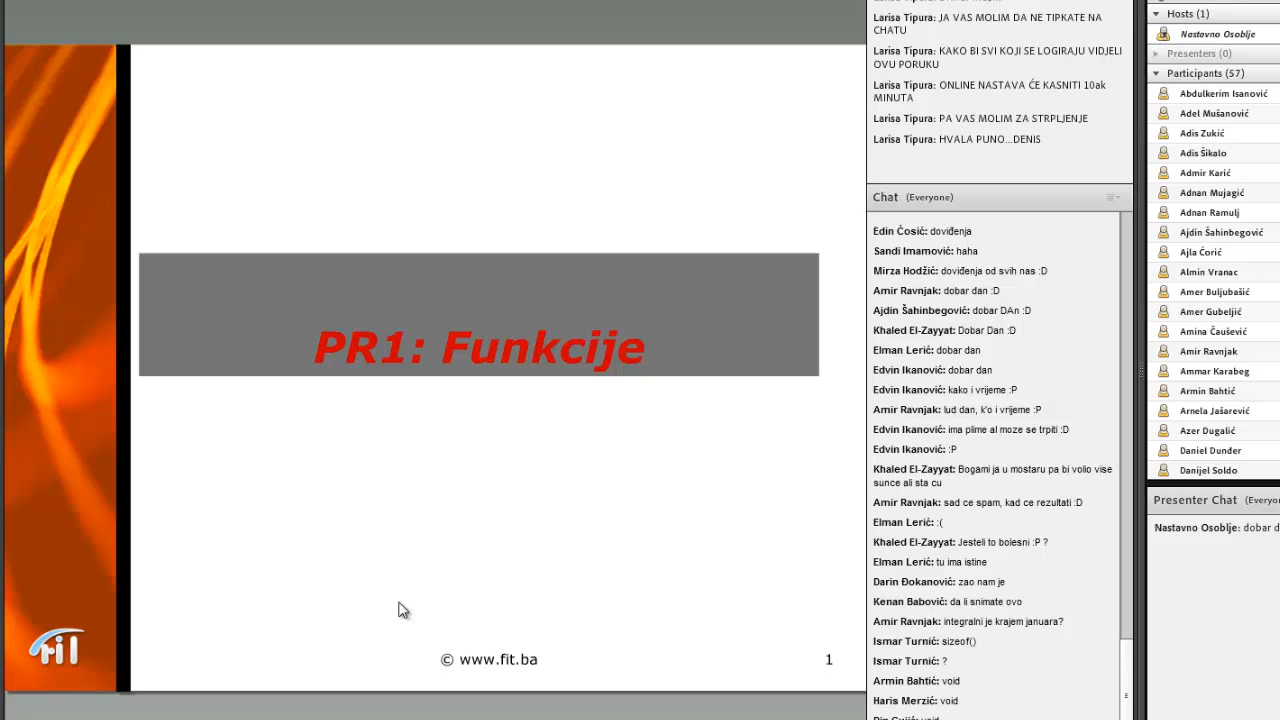 PR1: Funkcije
© www.fit.ba
1
Larisa Tipura: JA VAS MOLIM DA NE TIPKATE NA
CHATU
Larisa Tipura: KAKO BI SVI KOJI SE LOGIRAJU VIDJELI
OVU PORUKU
Larisa Tipura: ONLINE NASTAVA ĆE KASNITI 10ak
MINUTA
Larisa Tipura: PA VAS MOLIM ZA STRPLJENJE
Larisa Tipura: HVALA PUNO...DENIS
Chat (Everyone)
Edin Ćosić: doviđenja
Sandi Imamović: haha
Mirza Hodžić: doviđenja od svih nas :D
Amir Ravnjak: dobar dan :D
Ajdin Šahinbegović: dobar DAn :D
Khaled El-Zayyat: Dobar Dan :D
Elman Lerić: dobar dan
Edvin Ikanović: dobar dan
Edvin Ikanović: kako i vrijeme :P
Amir Ravnjak: lud dan, k'o i vrijeme :P
Edvin Ikanović: ima plime al moze se trpiti :D
Edvin Ikanović: :P
Khaled El-Zayyat: Bogami ja u mostaru pa bi volio vise
sunce ali sta cu
Amir Ravnjak: sad ce spam, kad ce rezultati :D
Elman Lerić: :(
Khaled El-Zayyat: Jesteli to bolesni :P ?
Elman Lerić: tu ima istine
Darin Đokanović: zao nam je
Kenan Babović: da li snimate ovo
Amir Ravnjak: integralni je krajem januara?
Ismar Turnić: sizeof()
Ismar Turnić: ?
Armin Bahtić: void
Haris Merzić: void
Hosts (1)
Nastavno Osoblje
Presenters (0)
Participants (57)
Abdulkerim Isanović
Adel Mušanović
Adis Zukić
Adis Šikalo
Admir Karić
Adnan Mujagić
Adnan Ramulj
Ajdin Šahinbegović
Ajla Ćorić
Almin Vranac
Amer Buljubašić
Amer Gubeljić
Amina Čaušević
Amir Ravnjak
Ammar Karabeg
Armin Bahtić
Arnela Jašarević
Azer Dugalić
Daniel Dunđer
Danijel Soldo
Presenter Chat (Everyo
Nastavno Osoblje: dobar d